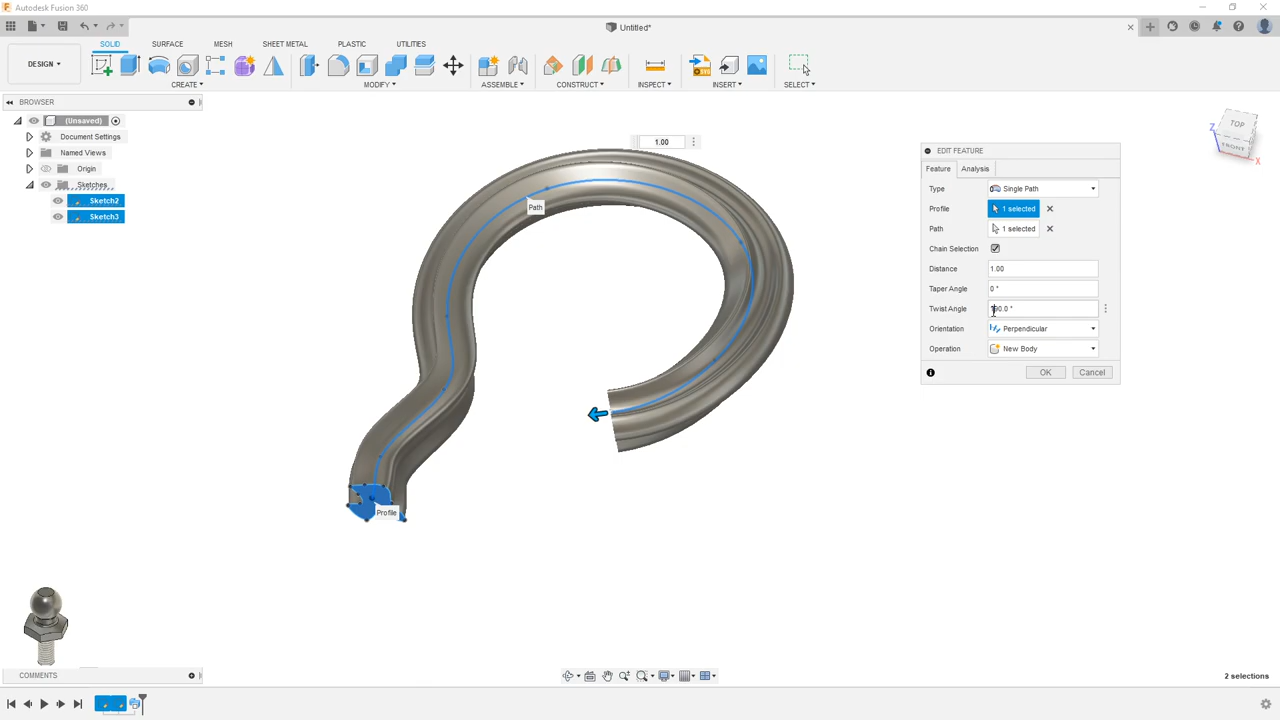 Autodesk Fusion 360
Untitled*
SOLID SURFACE MESH SHEET METAL PLASTIC UTILITIES
DESIGN
CREATE MODIFY ASSEMBLE CONSTRUCT INSPECT INSERT SELECT
BROWSER
(Unsaved)
Document Settings
Named Views
Origin
Sketches
Sketch2
Sketch3
1.00
Path
Profile
TOP
FRONT
Z
X
EDIT FEATURE
Feature Analysis
Type Single Path
Profile 1 selected
Path 1 selected
Chain Selection
Distance 1.00
Taper Angle 0 °
Twist Angle
Orientation Perpendicular
Operation New Body
OK Cancel
COMMENTS
2 selections